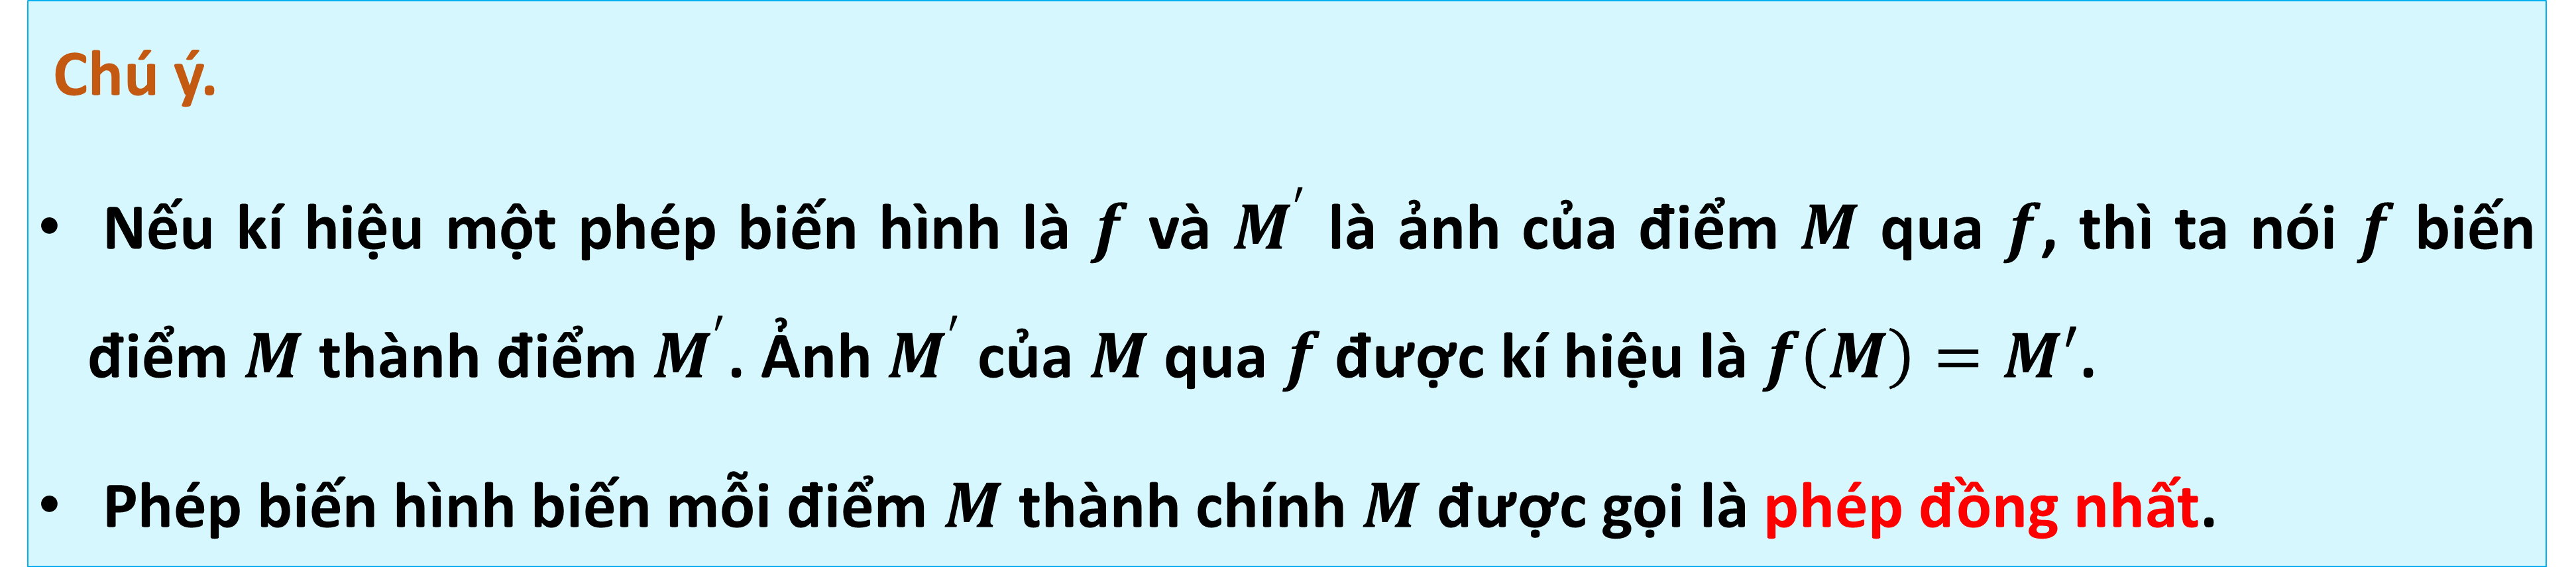 Chú ý.
• Nếu kí hiệu một phép biến hình là f và M′ là ảnh của điểm M qua f, thì ta nói f biến
điểm M thành điểm M′. Ảnh M′ của M qua f được kí hiệu là f(M) = M′.
• Phép biến hình biến mỗi điểm M thành chính M được gọi là phép đồng nhất.